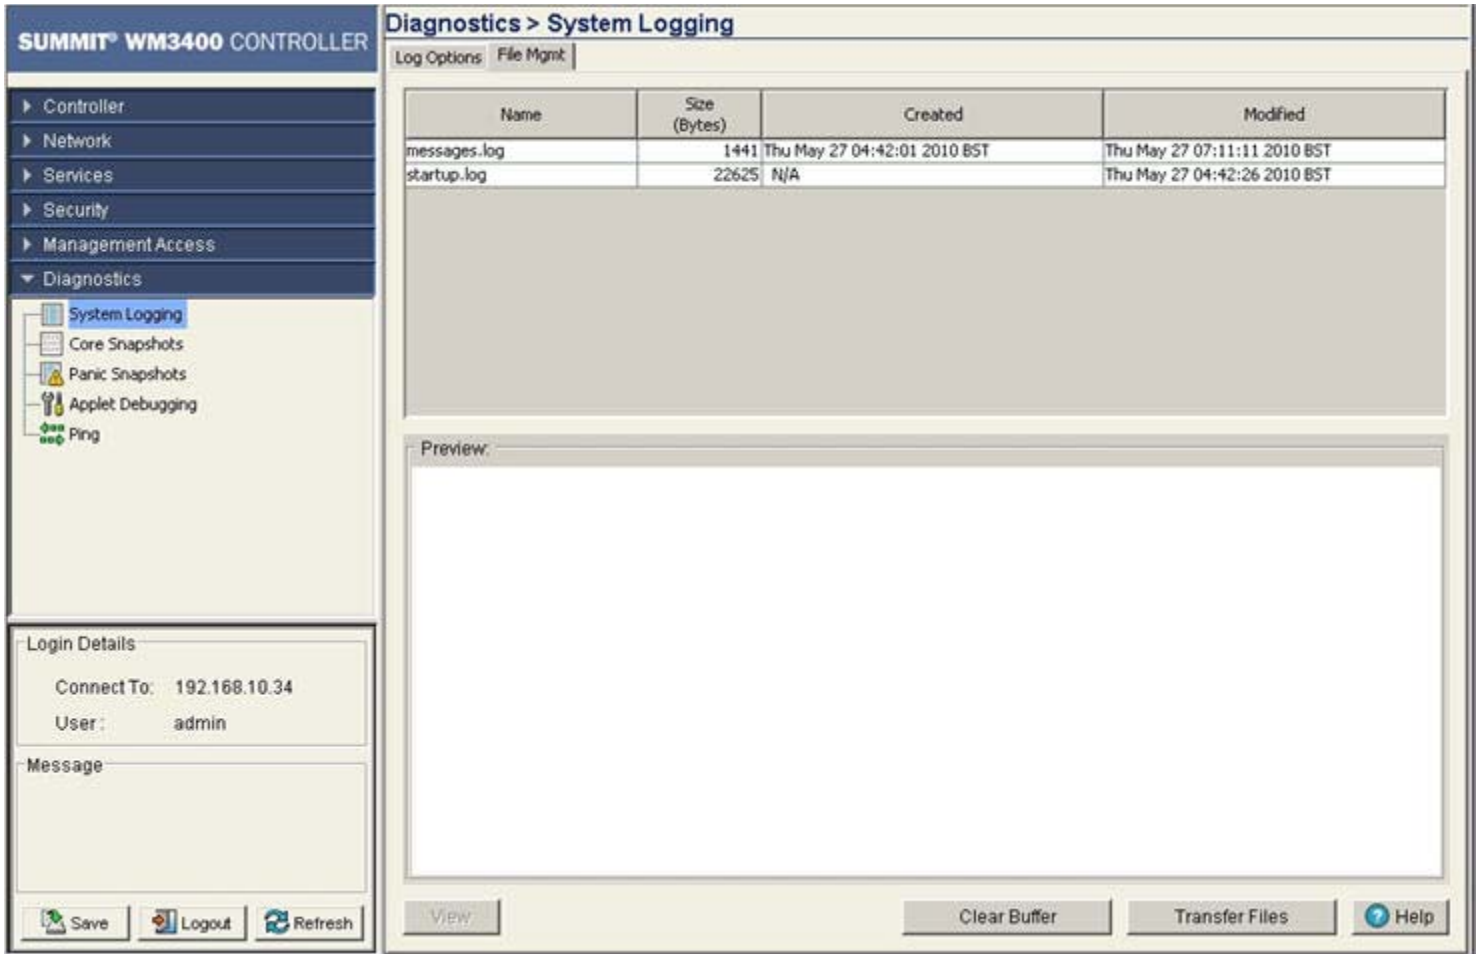 SUMMIT® WM3400 CONTROLLER
Controller
Network
Services
Security
Management Access
Diagnostics
System Logging
Core Snapshots
Panic Snapshots
Applet Debugging
Ping
Login Details
Connect To: 192.168.10.34
User : admin
Message
Save Logout Refresh
Diagnostics > System Logging
Log Options File Mgmt
Name Size (Bytes) Created Modified
messages.log 1441 Thu May 27 04:42:01 2010 BST Thu May 27 07:11:11 2010 BST
startup.log 22625 N/A Thu May 27 04:42:26 2010 BST
Preview:
View Clear Buffer Transfer Files ? Help